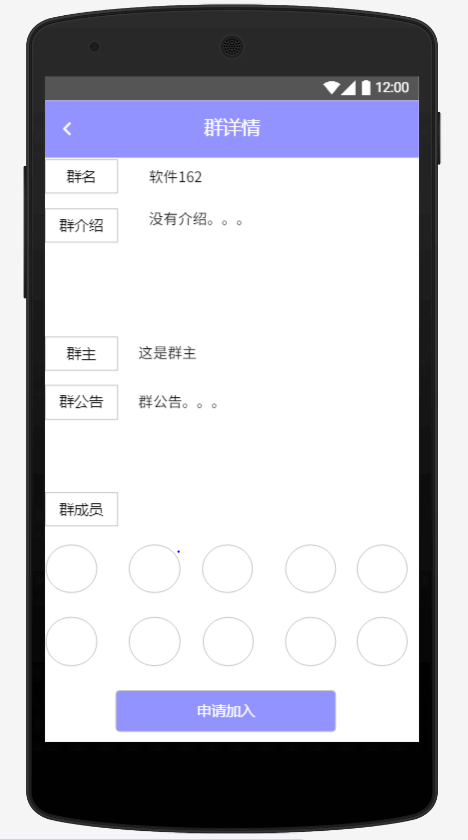 12:00
群详情
群名
软件162
群介绍
没有介绍。。。
群主
这是群主
群公告
群公告。。。
群成员
申请加入